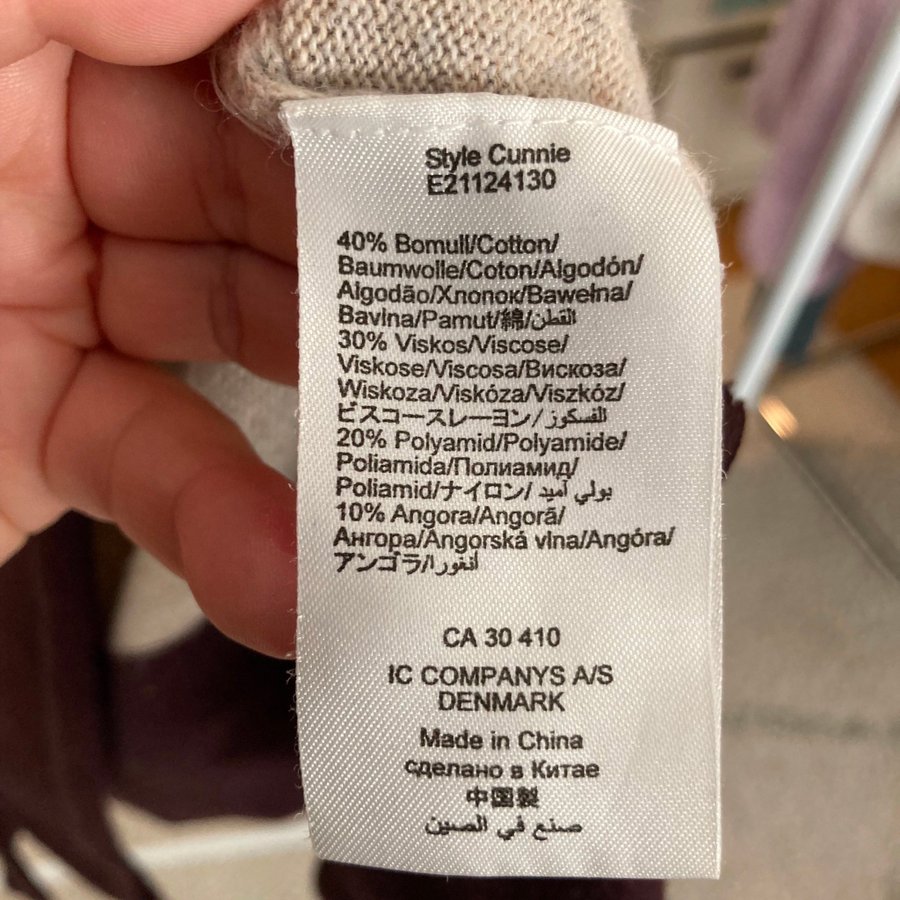 Style Cunnie
E21124130
40% Bomull/Cotton/
Baumwolle/Coton/Algodón/
Algodão/Хлопок/Bawełna/
Bavlna/Pamut/綿/القطن
30% Viskos/Viscose/
Viskose/Viscosa/Вискоза/
Wiskoza/Viskóza/Viszkóz/
ビスコースレーヨン/الفسكوز
20% Polyamid/Polyamide/
Poliamida/Полиамид/
Poliamid/ナイロン/بولي آميد
10% Angora/Angorã/
Ангора/Angorská vlna/Angóra/
アンゴラ/أنغورا
CA 30 410
IC COMPANYS A/S
DENMARK
Made in China
сделано в Китае
中国製
صنع في الصين